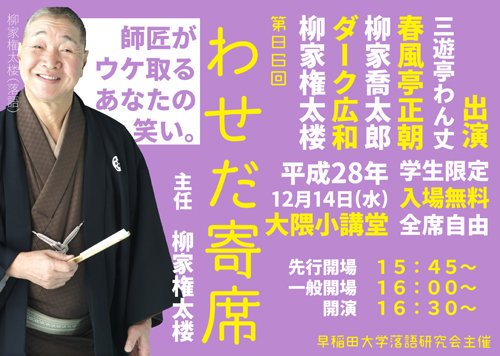 柳家権太楼（落語）
師匠が
ウケ取る
あなたの
笑い。
わせだ寄席
第86回
主任 柳家権太楼
出演
三遊亭わん丈
春風亭正朝
柳家喬太郎
ダーク広和
柳家権太楼
平成28年
12月14日(水)
大隈小講堂
学生限定
入場無料
全席自由
先行開場 15：45～
一般開場 16：00～
開演 16：30～
早稲田大学落語研究会主催